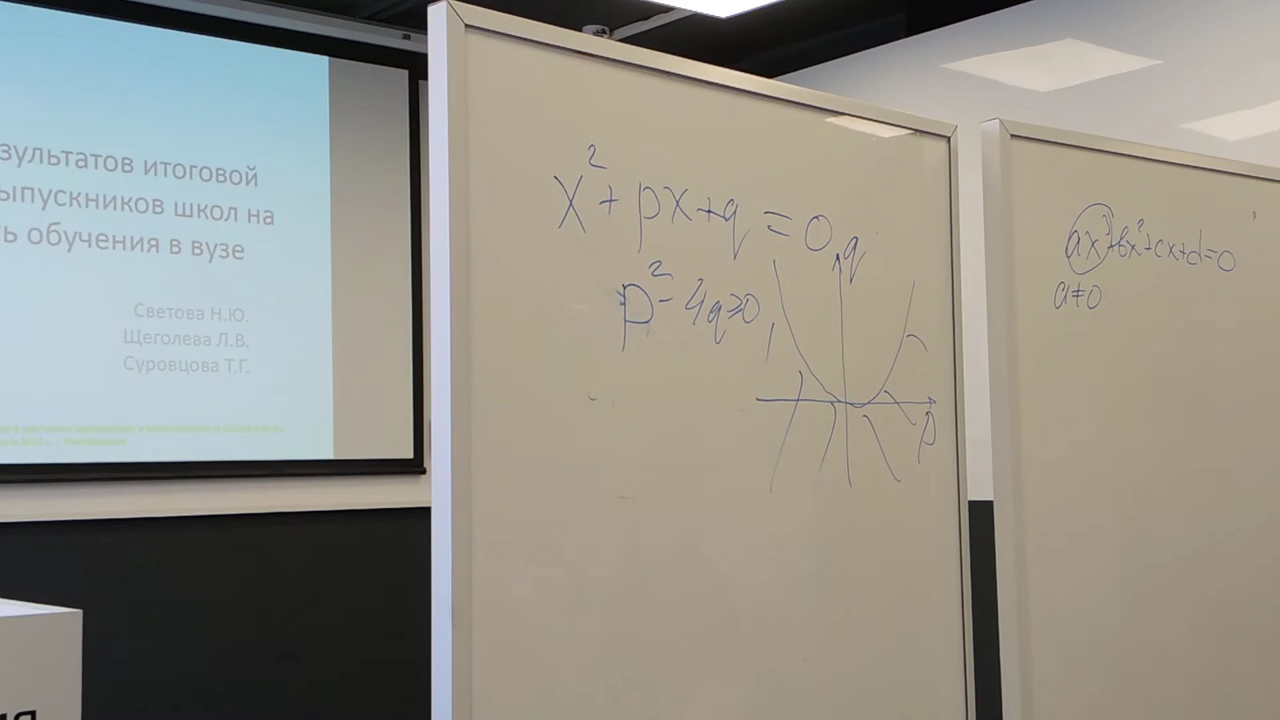 зультатов итоговой
ыпускников школ на
ь обучения в вузе
Светова Н.Ю.
Щеголева Л.В.
Суровцова Т.Г.
x² + px + q = 0
p² - 4q ≥ 0
q
p
ax³+bx²+cx+d=0
a≠0
ия